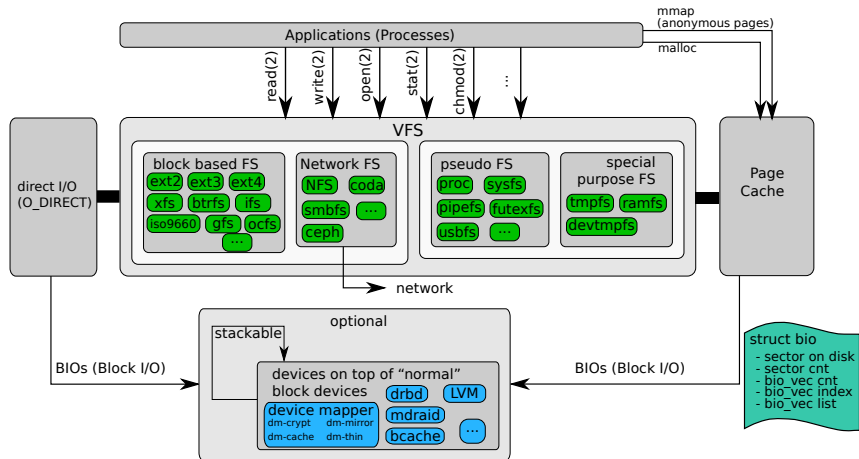 mmap
(anonymous pages)
malloc
Applications (Processes)
read(2)
write(2)
open(2)
stat(2)
chmod(2)
...
VFS
direct I/O
(O_DIRECT)
block based FS
ext2 ext3 ext4
xfs btrfs ifs
iso9660 gfs ocfs
...
Network FS
NFS coda
smbfs ...
ceph
pseudo FS
proc sysfs
pipefs futexfs
usbfs ...
special
purpose FS
tmpfs ramfs
devtmpfs
Page
Cache
network
optional
stackable
BIOs (Block I/O)
BIOs (Block I/O)
devices on top of “normal”
block devices
drbd LVM
device mapper
dm-crypt dm-mirror
dm-cache dm-thin
mdraid
bcache ...
struct bio
- sector on disk
- sector cnt
- bio_vec cnt
- bio_vec index
- bio_vec list